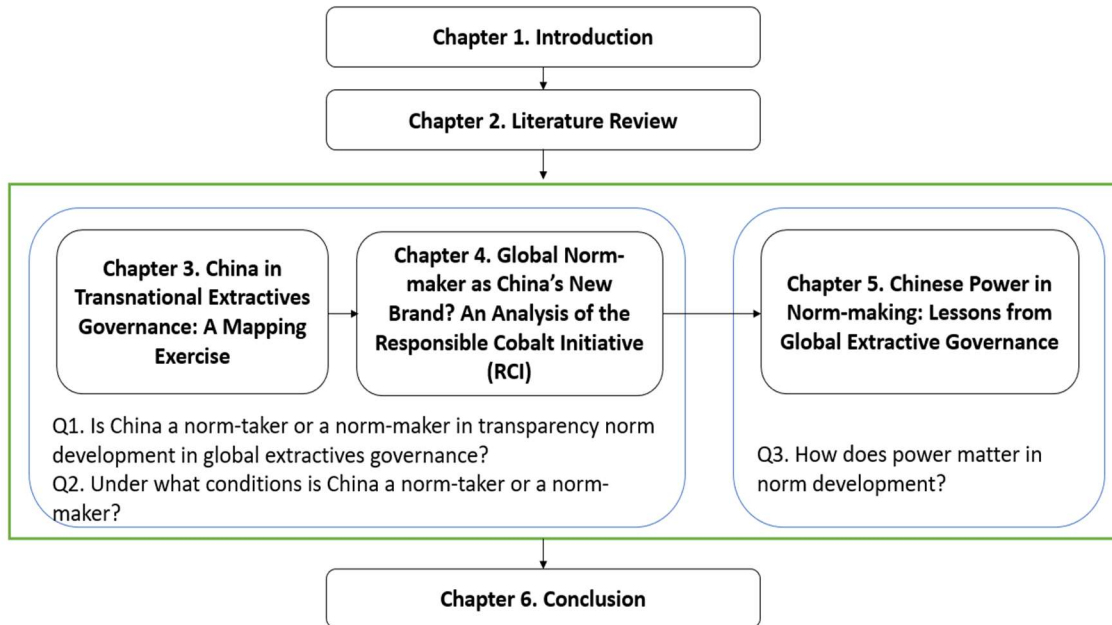 Chapter 1. Introduction
Chapter 2. Literature Review
Chapter 3. China in
Transnational Extractives
Governance: A Mapping
Exercise
Chapter 4. Global Norm-
maker as China’s New
Brand? An Analysis of the
Responsible Cobalt Initiative
(RCI)
Q1. Is China a norm-taker or a norm-maker in transparency norm
development in global extractives governance?
Q2. Under what conditions is China a norm-taker or a norm-
maker?
Chapter 5. Chinese Power in
Norm-making: Lessons from
Global Extractive Governance
Q3. How does power matter in
norm development?
Chapter 6. Conclusion